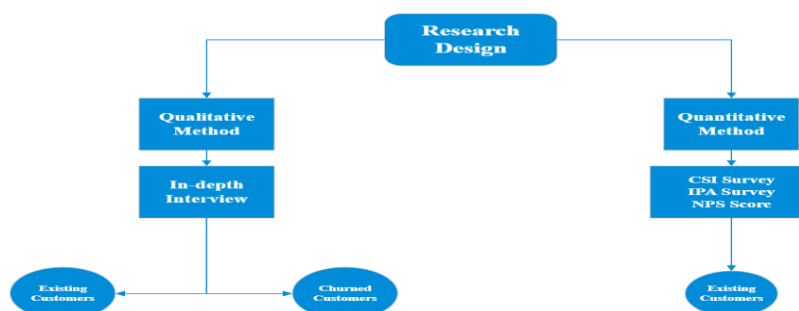 Research
Design
Qualitative
Method
Quantitative
Method
In-depth
Interview
CSI Survey
IPA Survey
NPS Score
Existing
Customers
Churned
Customers
Existing
Customers